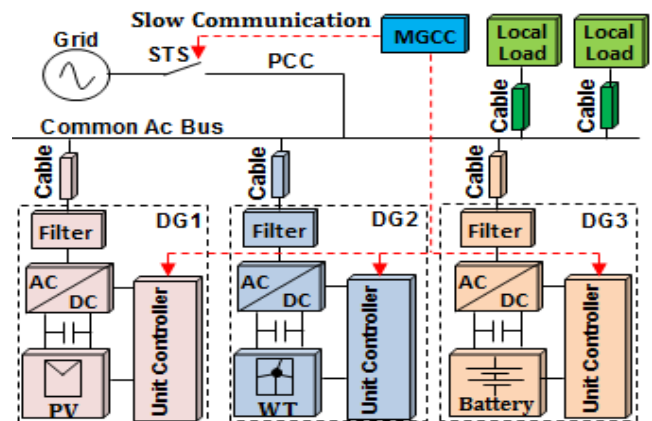 Slow Communication
MGCC
Local
Load
Local
Load
Grid
STS
PCC
Cable
Cable
Common Ac Bus
Cable
Cable
Cable
DG1
DG2
DG3
Filter
Filter
Filter
AC
DC
Unit Controller
AC
DC
Unit Controller
AC
DC
Unit Controller
PV
WT
Battery